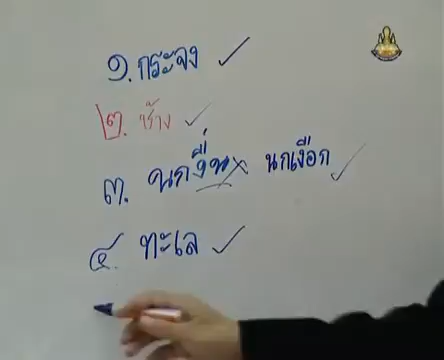 ๑. กระจง ✓
๒. ช้าง ✓
๓. นกงื่น✗ นกเงือก ✓
๔. ทะเล ✓